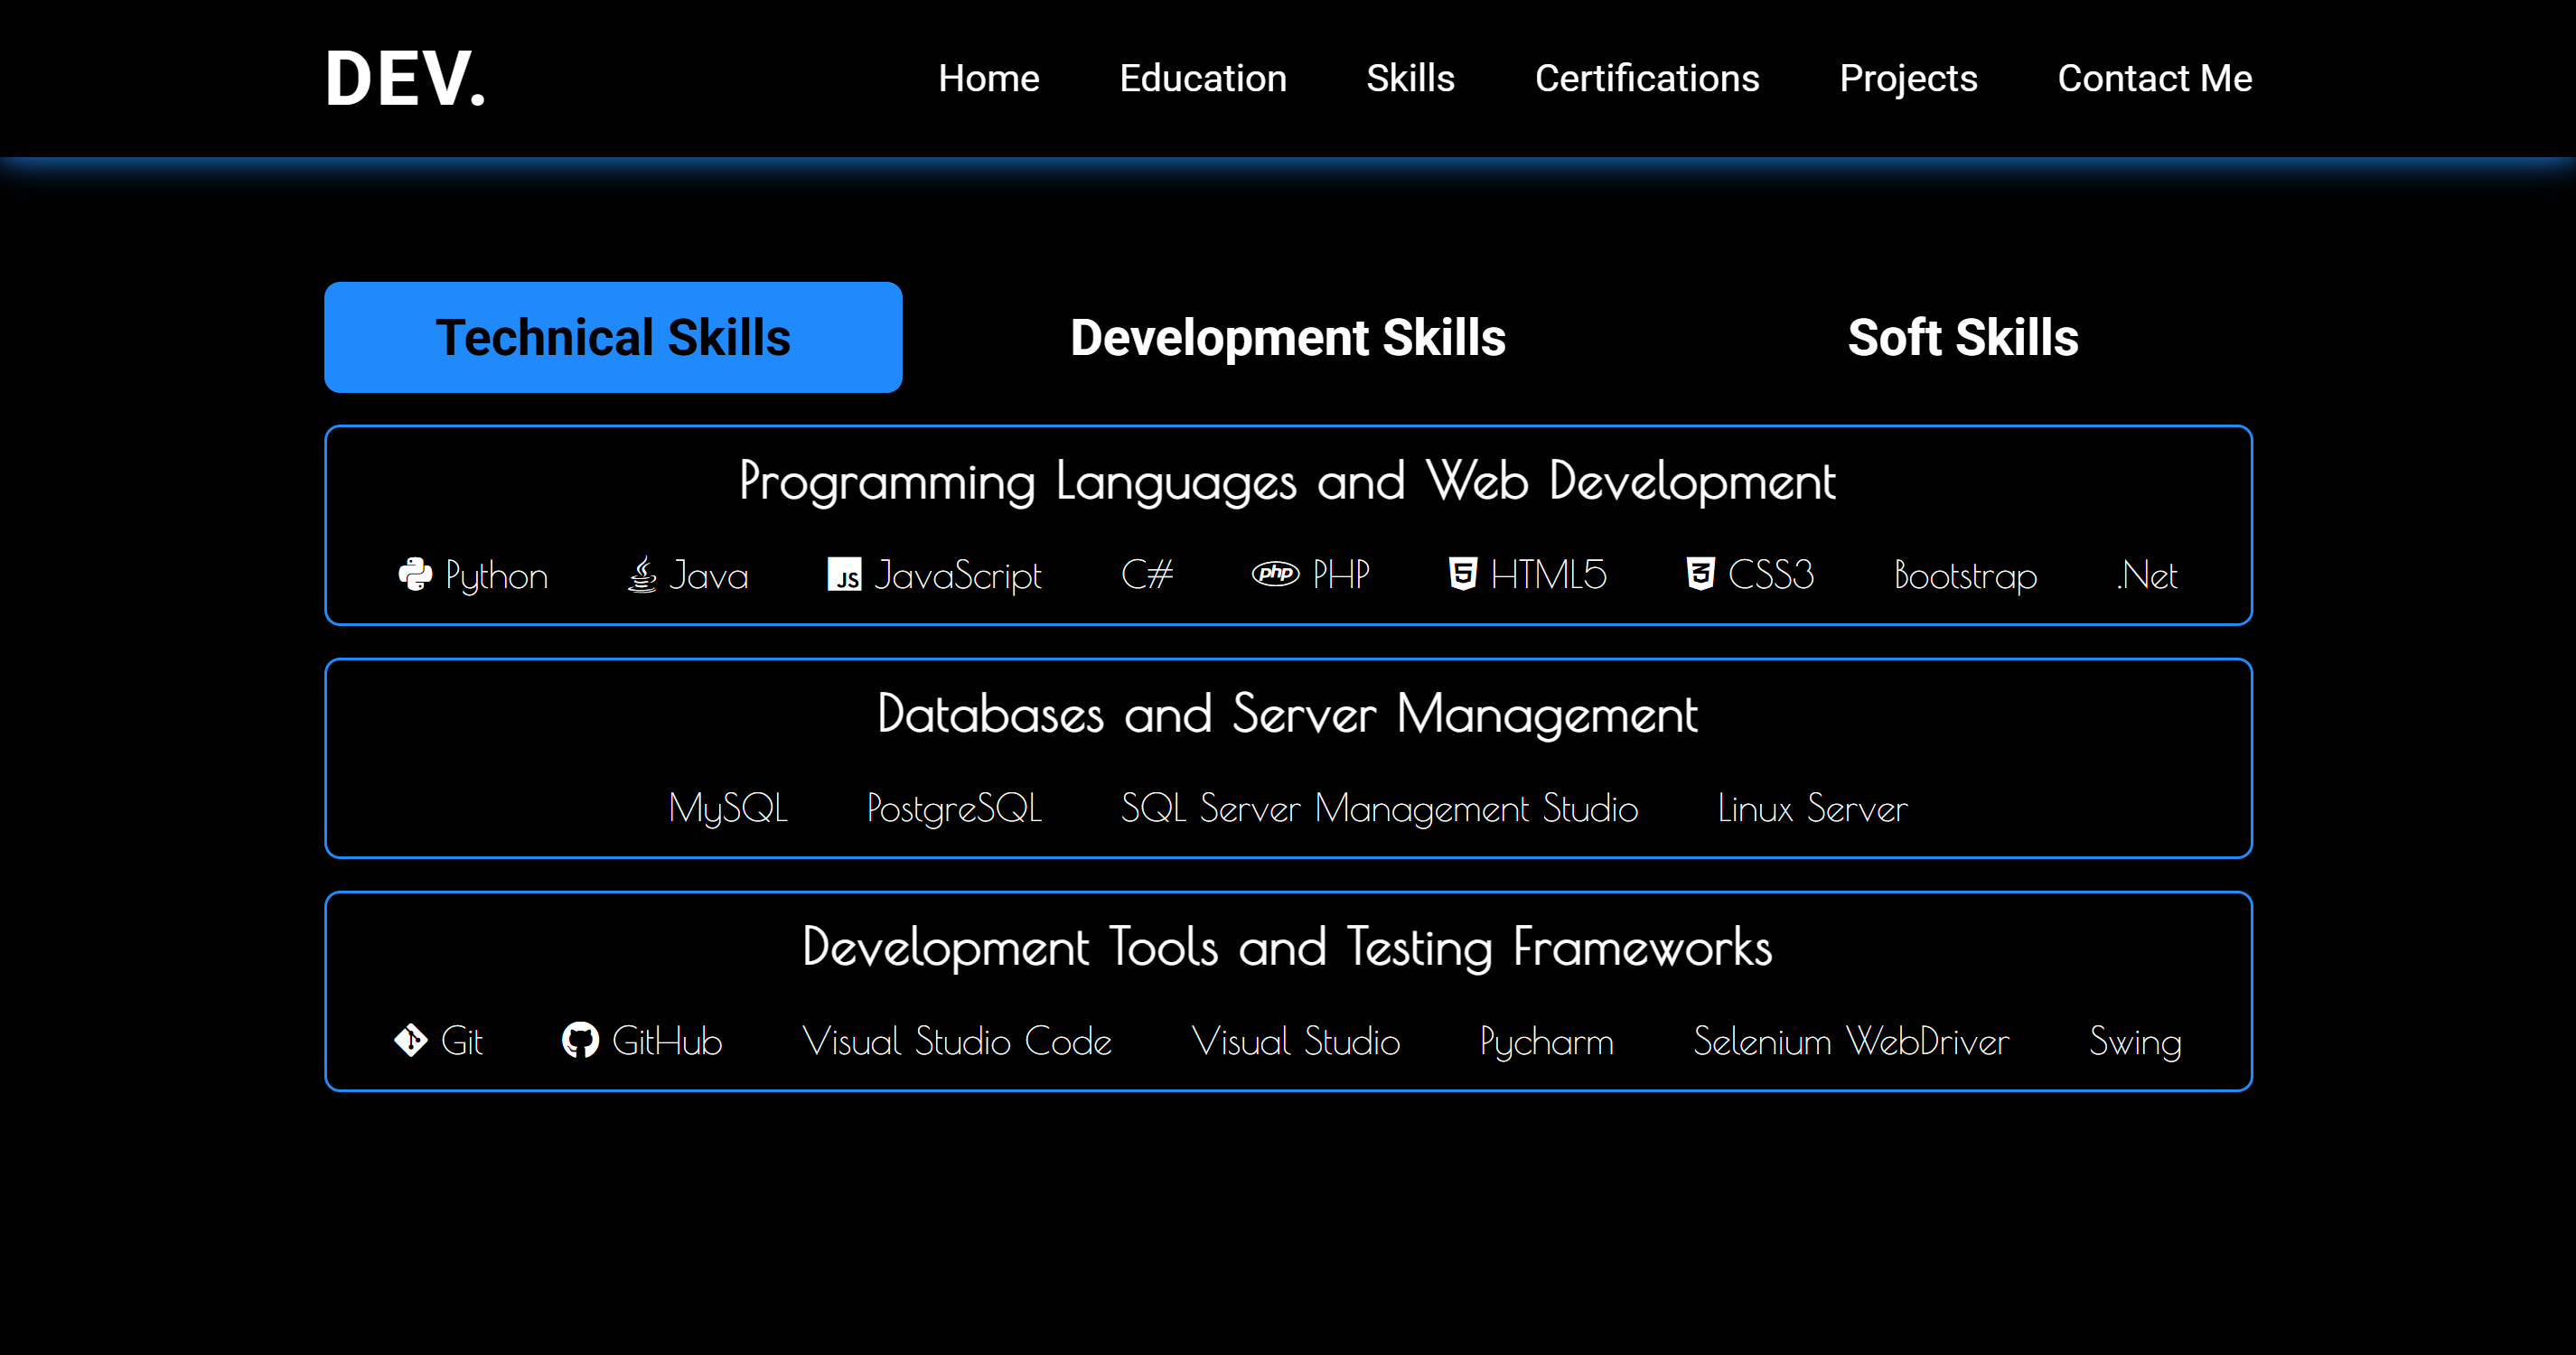 DEV.
Home Education Skills Certifications Projects Contact Me
Technical Skills Development Skills Soft Skills
Programming Languages and Web Development
Python Java JS JavaScript C# php PHP 5 HTML5 3 CSS3 Bootstrap .Net
Databases and Server Management
MySQL PostgreSQL SQL Server Management Studio Linux Server
Development Tools and Testing Frameworks
Git GitHub Visual Studio Code Visual Studio Pycharm Selenium WebDriver Swing